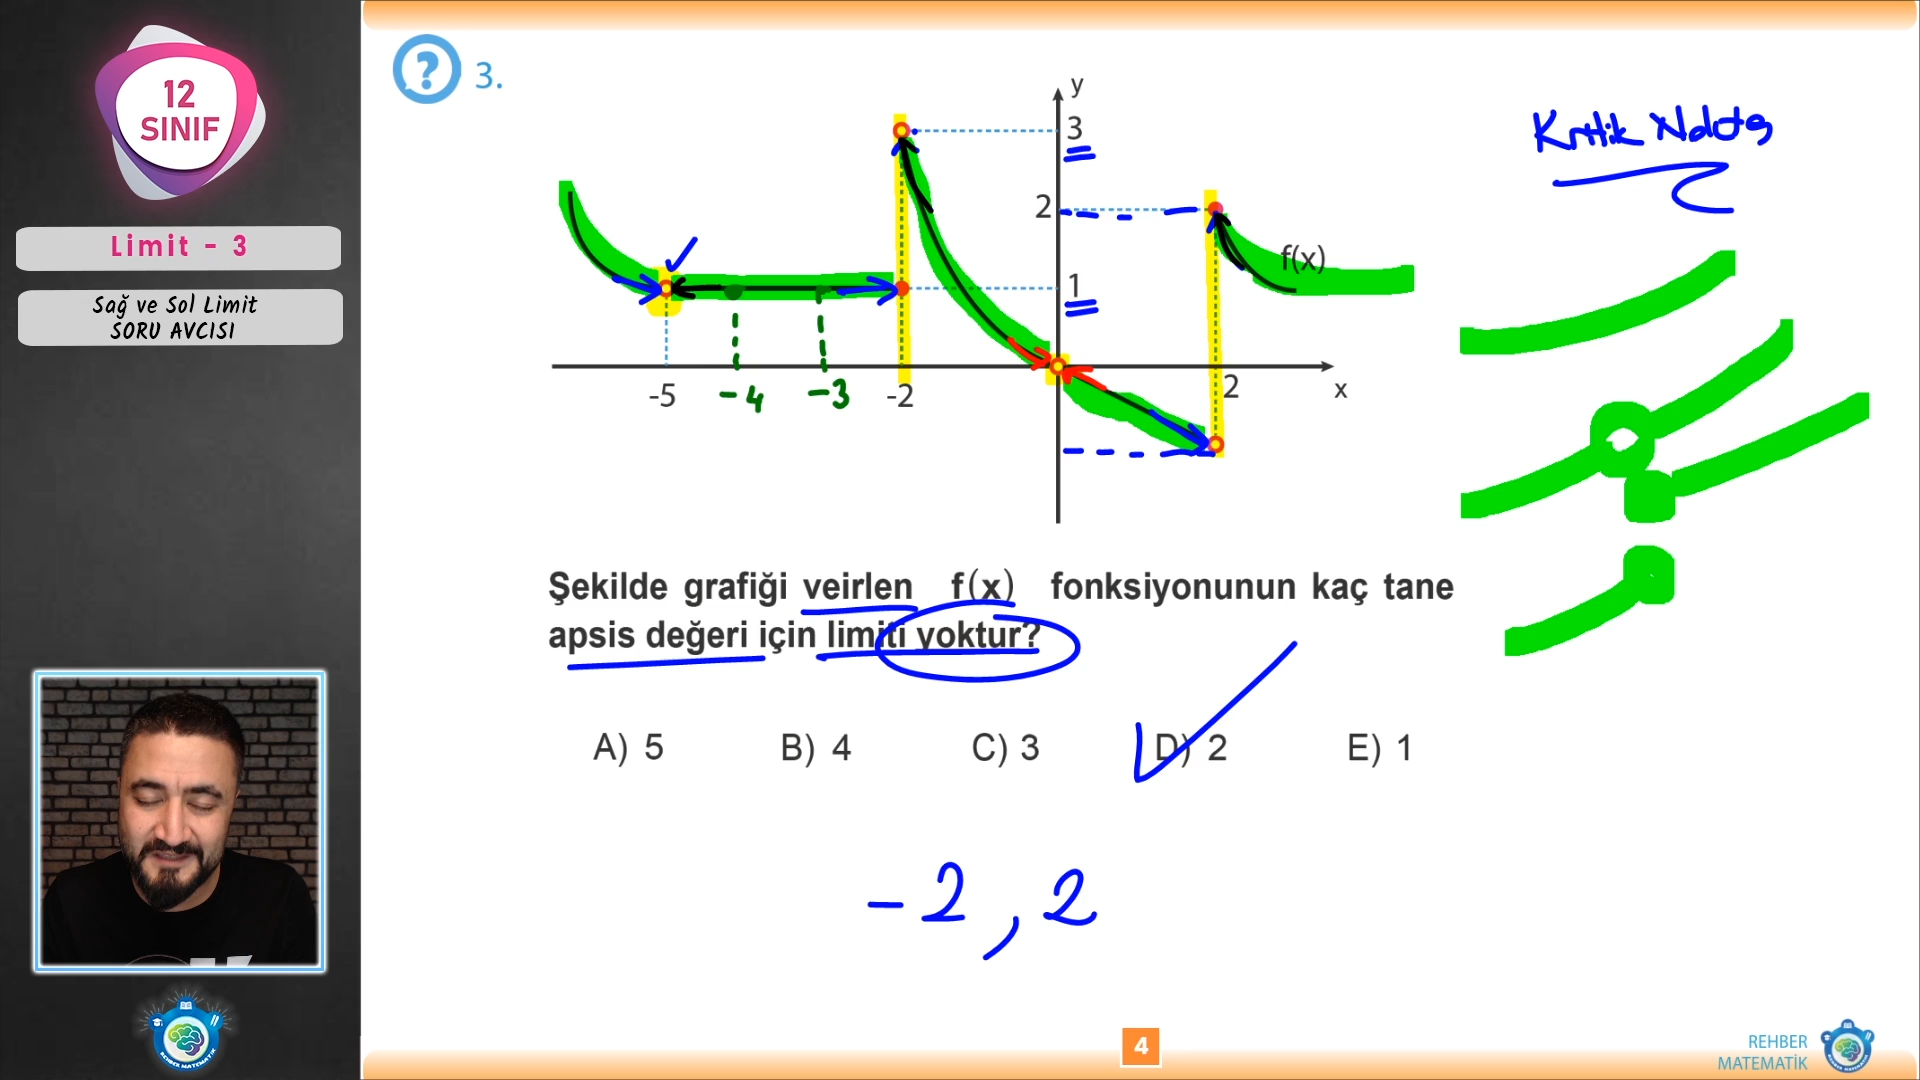 12
SINIF
Limit - 3
Sağ ve Sol Limit
SORU AVCISI
3.
y
3
2
1
f(x)
-5
-4
-3
-2
2
x
Kritik Nokta
Şekilde grafiği veirlen f(x) fonksiyonunun kaç tane
apsis değeri için limiti yoktur?
A) 5 B) 4 C) 3 D) 2 E) 1
-2, 2
4
REHBER
MATEMATİK